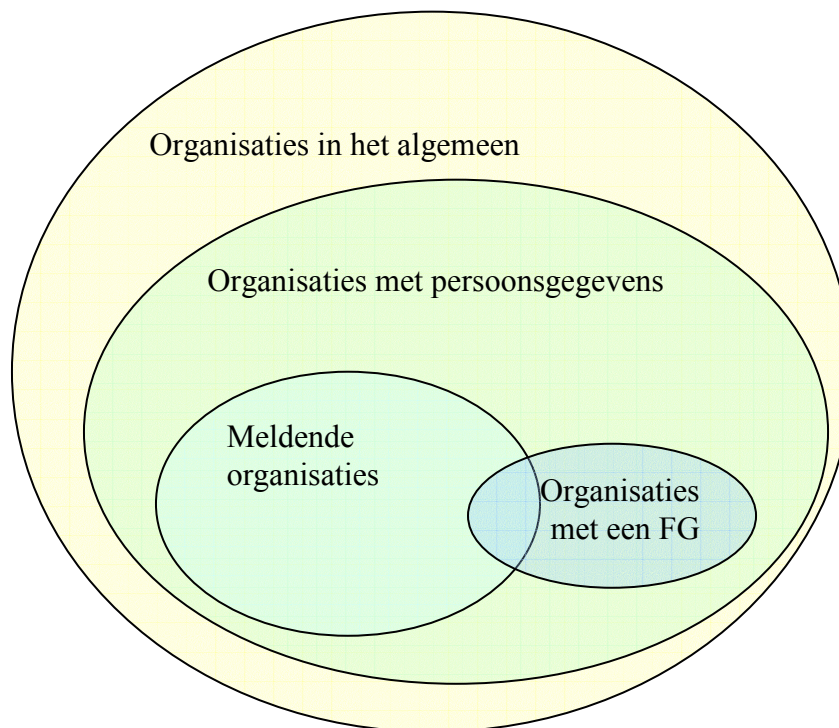 Organisaties in het algemeen
Organisaties met persoonsgegevens
Meldende
organisaties
Organisaties
met een FG